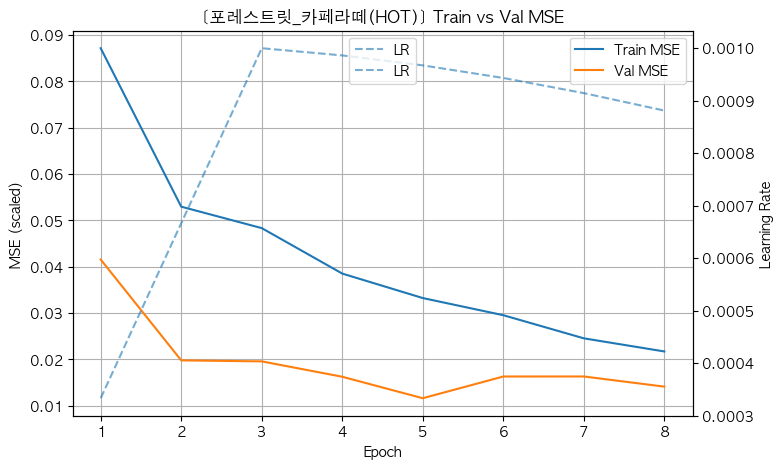 [포레스트릿_카페라떼(HOT)] Train vs Val MSE
LR
LR
Train MSE
Val MSE
MSE (scaled)
0.09
0.08
0.07
0.06
0.05
0.04
0.03
0.02
0.01
Learning Rate
0.0010
0.0009
0.0008
0.0007
0.0006
0.0005
0.0004
0.0003
1 2 3 4 5 6 7 8
Epoch